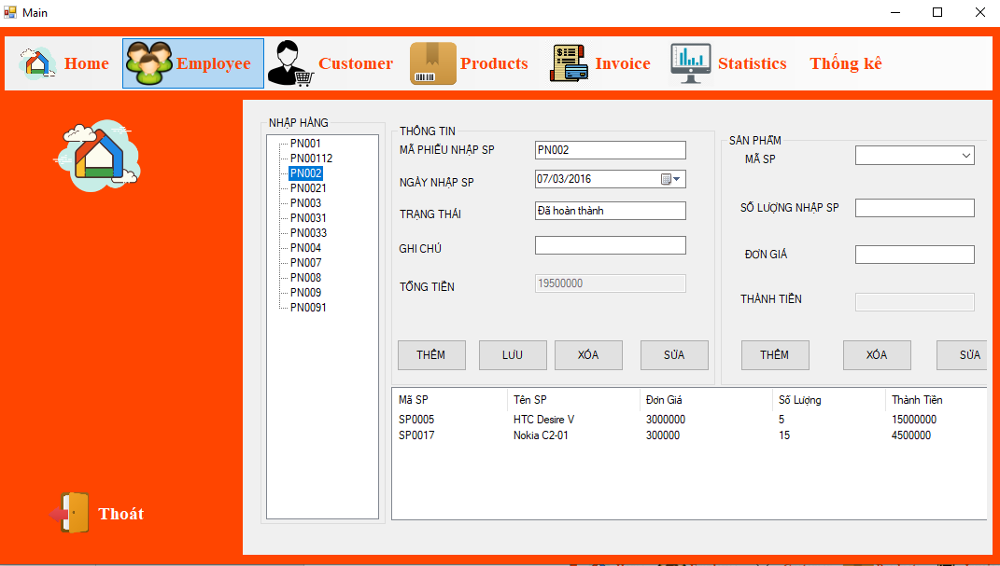 Main
Home Employee Customer Products Invoice Statistics Thống kê
NHẬP HÀNG
PN001
PN00112
PN002
PN0021
PN003
PN0031
PN0033
PN004
PN007
PN008
PN009
PN0091
THÔNG TIN
MÃ PHIẾU NHẬP SP PN002
NGÀY NHẬP SP 07/03/2016
TRẠNG THÁI Đã hoàn thành
GHI CHÚ
TỔNG TIỀN 19500000
THÊM LƯU XÓA SỬA
SẢN PHẨM
MÃ SP
SỐ LƯỢNG NHẬP SP
ĐƠN GIÁ
THÀNH TIỀN
THÊM XÓA SỬA
Mã SP Tên SP Đơn Giá Số Lượng Thành Tiền
SP0005 HTC Desire V 3000000 5 15000000
SP0017 Nokia C2-01 300000 15 4500000
Thoát